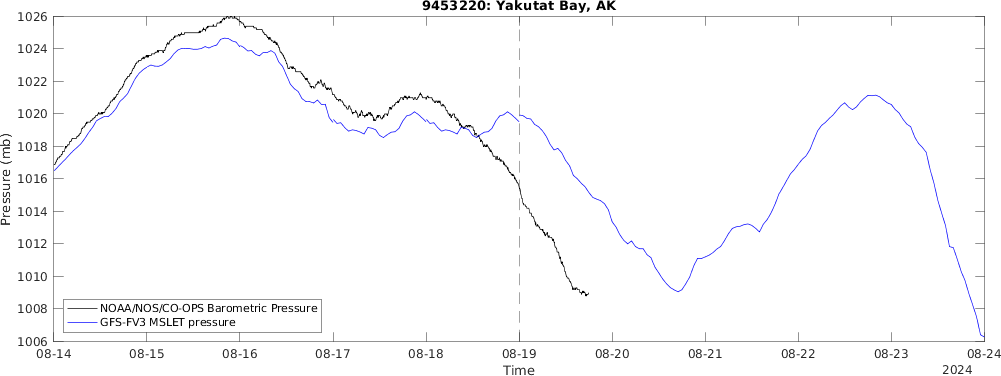 9453220: Yakutat Bay, AK
Pressure (mb)
1026
1024
1022
1020
1018
1016
1014
1012
1010
1008
1006
NOAA/NOS/CO-OPS Barometric Pressure
GFS-FV3 MSLET pressure
08-14 08-15 08-16 08-17 08-18 08-19 08-20 08-21 08-22 08-23 08-24
Time
2024